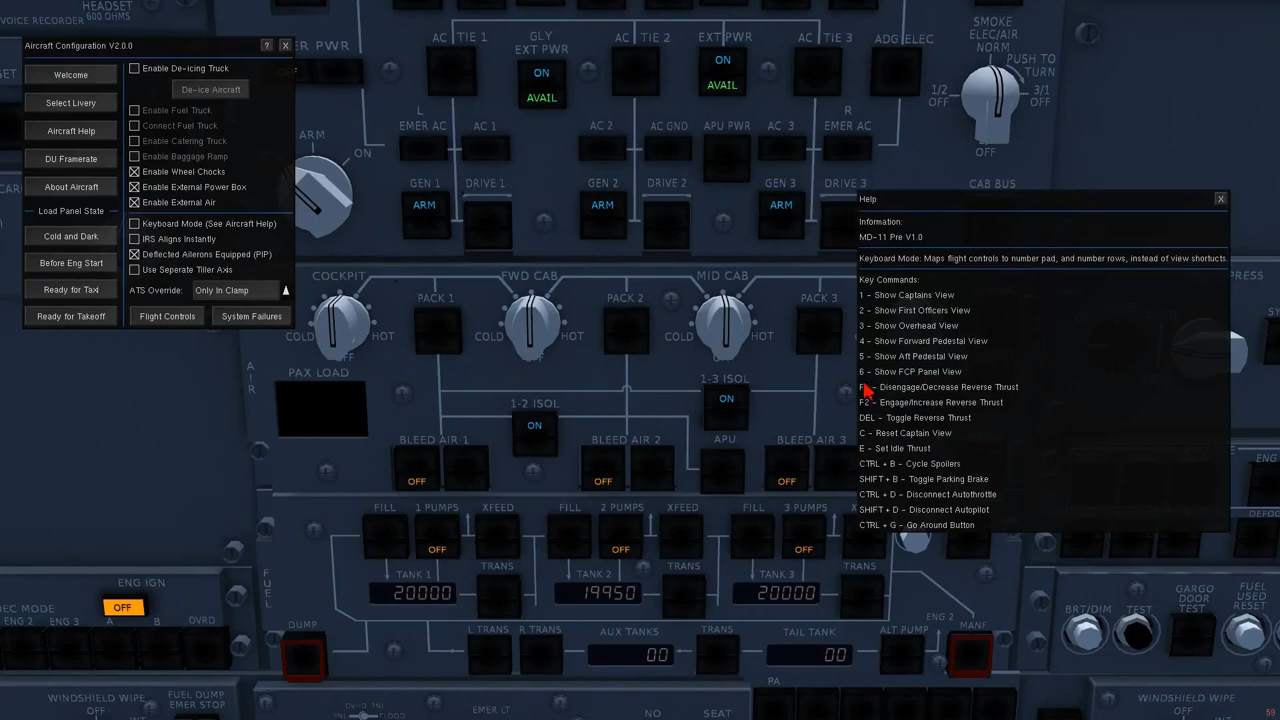 VOICE RECORDER
HEADSET
600 OHMS
AC TIE 1
GLY
EXT PWR
ON
AVAIL
AC TIE 2
EXT PWR
ON
AVAIL
AC TIE 3
ADG ELEC
SMOKE
ELEC/AIR
NORM
PUSH TO
TURN
1/2
OFF
3/1
OFF
OFF
CAB BUS
Aircraft Configuration V2.0.0
?
X
Welcome
Select Livery
Aircraft Help
DU Framerate
About Aircraft
Load Panel State
Cold and Dark
Before Eng Start
Ready for Taxi
Ready for Takeoff
Enable De-icing Truck
De-ice Aircraft
Enable Fuel Truck
Connect Fuel Truck
Enable Catering Truck
Enable Baggage Ramp
Enable Wheel Chocks
Enable External Power Box
Enable External Air
Keyboard Mode (See Aircraft Help)
IRS Aligns Instantly
Deflected Ailerons Equipped (PIP)
Use Seperate Tiller Axis
ATS Override:
Only In Clamp
Flight Controls
System Failures
ARM
ON
L
EMER AC
AC 1
AC 2
AC GND
APU PWR
AC 3
R
EMER AC
GEN 1
ARM
DRIVE 1
GEN 2
ARM
DRIVE 2
GEN 3
ARM
DRIVE 3
Help
X
Information:
MD-11 Pre V1.0
Keyboard Mode: Maps flight controls to number pad, and number rows, instead of view shortucts.
Key Commands:
1 - Show Captains View
2 - Show First Officers View
3 - Show Overhead View
4 - Show Forward Pedestal View
5 - Show Aft Pedestal View
6 - Show FCP Panel View
- Disengage/Decrease Reverse Thrust
F2 - Engage/Increase Reverse Thrust
DEL - Toggle Reverse Thrust
C - Reset Captain View
E - Set Idle Thrust
CTRL + B - Cycle Spoilers
SHIFT + B - Toggle Parking Brake
CTRL + D - Disconnect Autothrottle
SHIFT + D - Disconnect Autopilot
CTRL + G - Go Around Button
COCKPIT
COLD
HOT
OFF
PACK 1
FWD CAB
COLD
HOT
PACK 2
MID CAB
COLD
HOT
PACK 3
AIR
PAX LOAD
1-2 ISOL
ON
1-3 ISOL
ON
BLEED AIR 1
OFF
BLEED AIR 2
OFF
APU
BLEED AIR 3
OFF
FILL
1 PUMPS
OFF
XFEED
FILL
2 PUMPS
OFF
XFEED
FILL
3 PUMPS
OFF
FUEL
TANK 1
20000
TRANS
TANK 2
19950
TRANS
TANK 3
20000
TRANS
DUMP
L TRANS
R TRANS
AUX TANKS
00
TRANS
TAIL TANK
00
ALT PUMP
ENG 2
MANF
ENG IGN
OFF
ENG 2
ENG 3
A
B
OVRD
BRT/DIM
TEST
GARGO
DOOR
TEST
FUEL
USED
RESET
WINDSHIELD WIPE
OFF
FUEL DUMP
EMER STOP
EMER LT
NO
SEAT
PA
WINDSHIELD WIPE
OFF
59